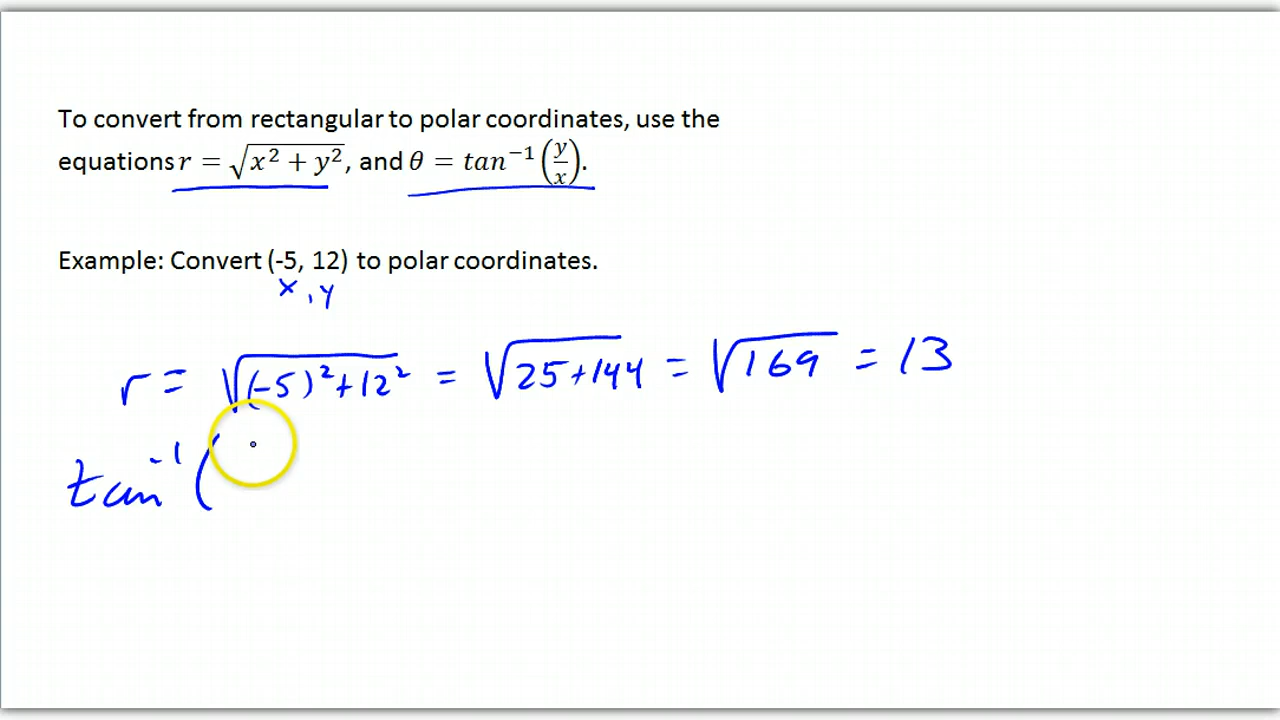 To convert from rectangular to polar coordinates, use the
equations r = √(x² + y²), and θ = tan⁻¹(y/x).
Example: Convert (-5, 12) to polar coordinates.
x , y
r = √((-5)² + 12²) = √(25 + 144) = √169 = 13
tan⁻¹(